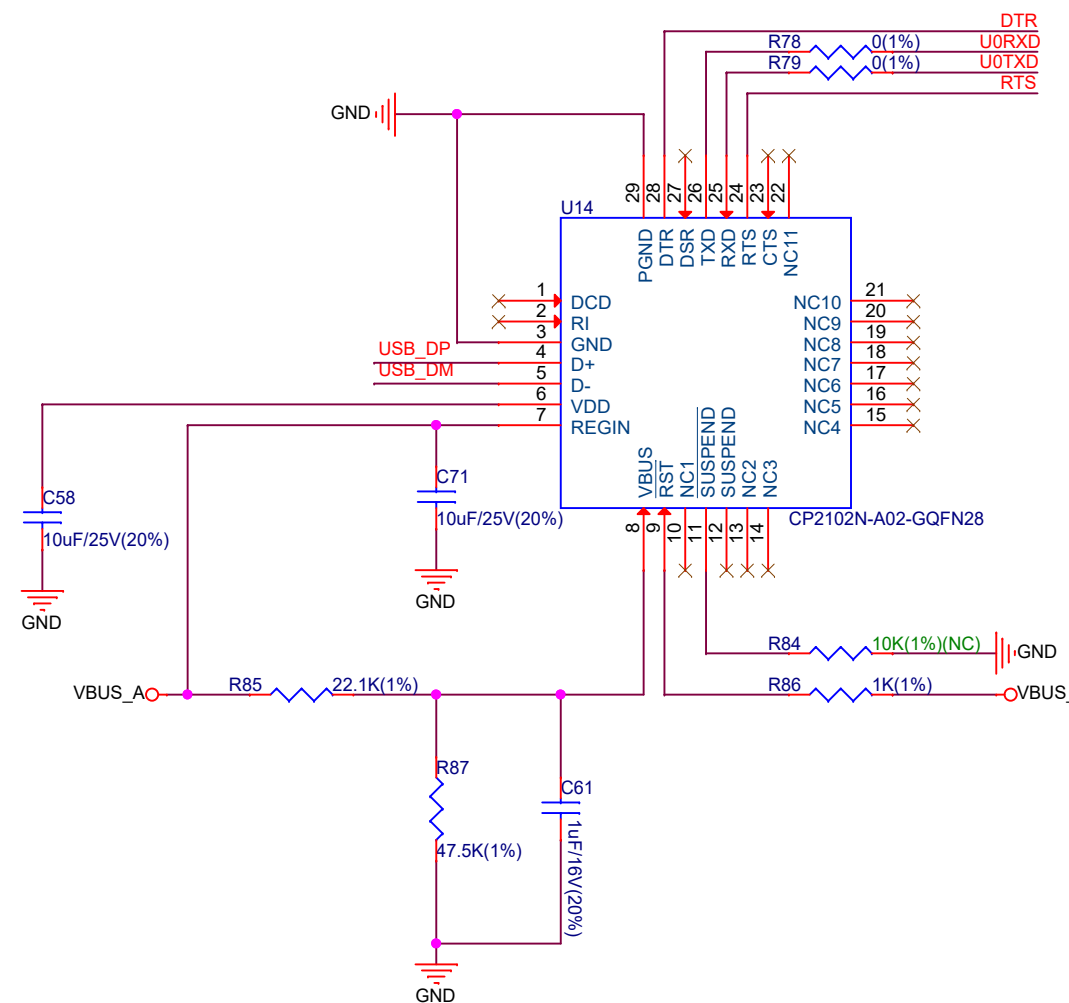 DTR
R78 0(1%) U0RXD
R79 0(1%) U0TXD
RTS
GND
29 28 27 26 25 24 23 22
U14
PGND DTR DSR TXD RXD RTS CTS NC11
1 DCD
2 RI
3 GND
USB_DP 4 D+
USB_DM 5 D-
6 VDD
7 REGIN
NC10 21
NC9 20
NC8 19
NC7 18
NC6 17
NC5 16
NC4 15
VBUS RST NC1 SUSPEND SUSPEND NC2 NC3
8 9 10 11 12 13 14
CP2102N-A02-GQFN28
C58
10uF/25V(20%)
GND
C71
10uF/25V(20%)
GND
R84 10K(1%)(NC) GND
VBUS_A R85 22.1K(1%)
R86 1K(1%) VBUS_
R87
47.5K(1%)
C61
1uF/16V(20%)
GND